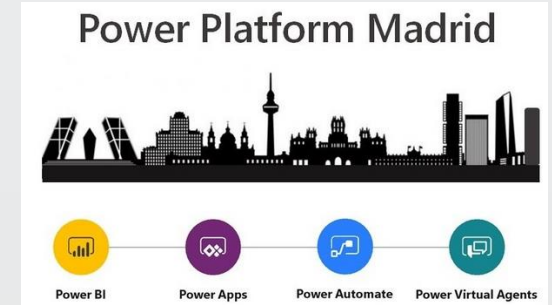 Power Platform Madrid
Power BI
Power Apps
Power Automate
Power Virtual Agents